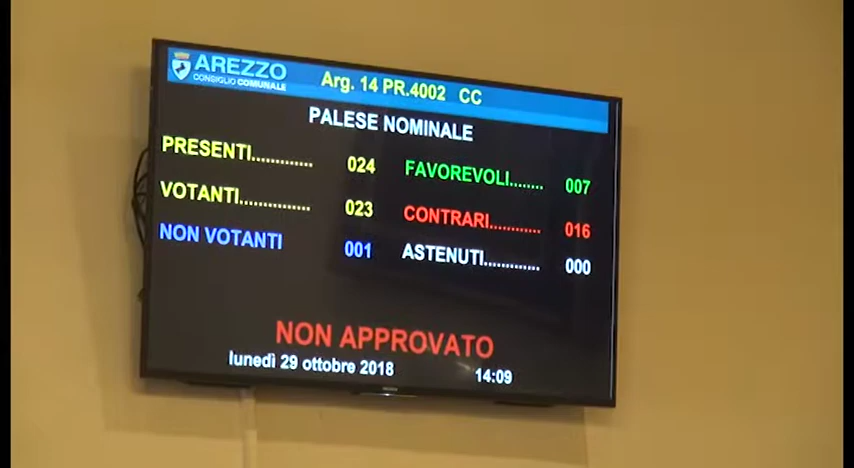 AREZZO
CONSIGLIO COMUNALE
Arg. 14 PR.4002 CC
PALESE NOMINALE
PRESENTI............. 024
FAVOREVOLI........ 007
VOTANTI............... 023
CONTRARI............ 016
NON VOTANTI 001
ASTENUTI............. 000
NON APPROVATO
lunedì 29 ottobre 2018 14:09